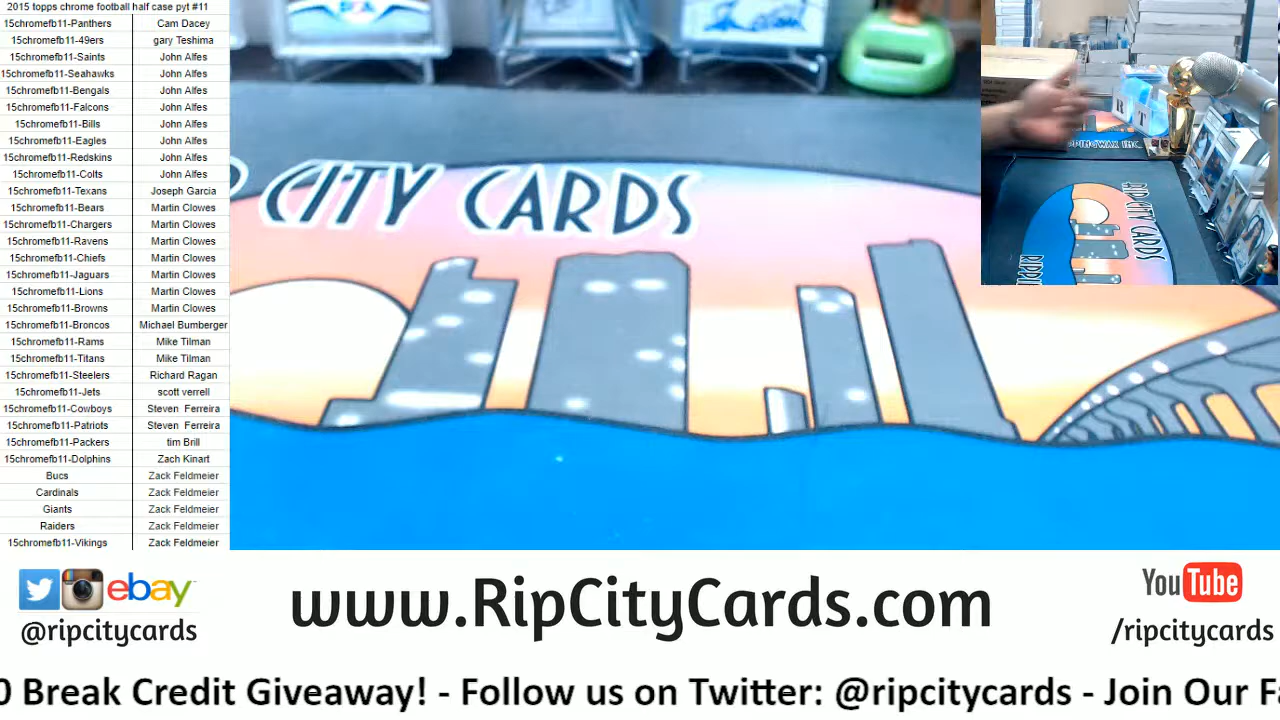 2015 topps chrome football half case pyt #11
15chromefb11-Panthers Cam Dacey
15chromefb11-49ers gary Teshima
15chromefb11-Saints John Alfes
15chromefb11-Seahawks John Alfes
15chromefb11-Bengals John Alfes
15chromefb11-Falcons John Alfes
15chromefb11-Bills John Alfes
15chromefb11-Eagles John Alfes
15chromefb11-Redskins John Alfes
15chromefb11-Colts John Alfes
15chromefb11-Texans Joseph Garcia
15chromefb11-Bears Martin Clowes
15chromefb11-Chargers Martin Clowes
15chromefb11-Ravens Martin Clowes
15chromefb11-Chiefs Martin Clowes
15chromefb11-Jaguars Martin Clowes
15chromefb11-Lions Martin Clowes
15chromefb11-Browns Martin Clowes
15chromefb11-Broncos Michael Bumberger
15chromefb11-Rams Mike Tilman
15chromefb11-Titans Mike Tilman
15chromefb11-Steelers Richard Ragan
15chromefb11-Jets scott verrell
15chromefb11-Cowboys Steven Ferreira
15chromefb11-Patriots Steven Ferreira
15chromefb11-Packers tim Brill
15chromefb11-Dolphins Zach Kinart
Bucs Zack Feldmeier
Cardinals Zack Feldmeier
Giants Zack Feldmeier
Raiders Zack Feldmeier
15chromefb11-Vikings Zack Feldmeier
CITY CARDS
R T
RIP CITY CARDS
ebay
@ripcitycards
www.RipCityCards.com
YouTube
/ripcitycards
0 Break Credit Giveaway! - Follow us on Twitter: @ripcitycards - Join Our Fa